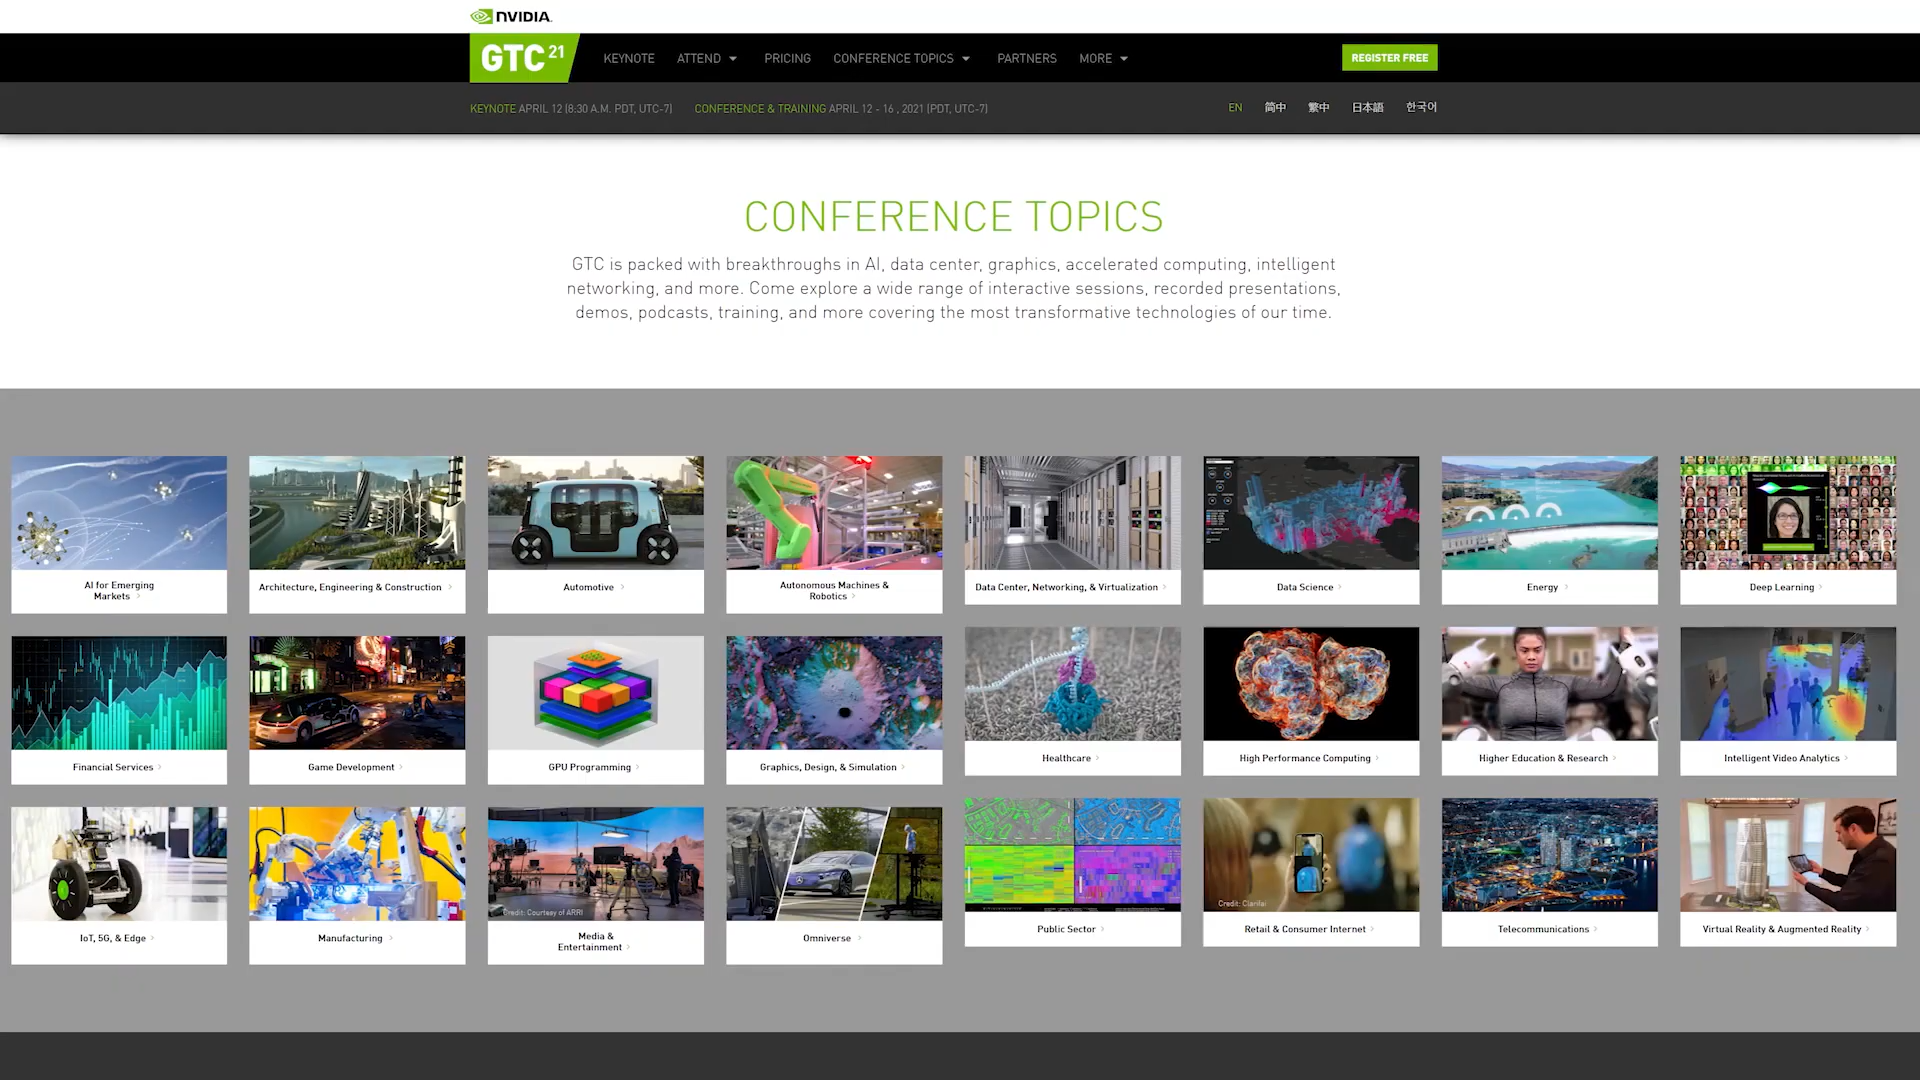 NVIDIA.
GTC 21
KEYNOTE ATTEND PRICING CONFERENCE TOPICS PARTNERS MORE
REGISTER FREE
KEYNOTE APRIL 12 (8:30 A.M. PDT, UTC-7) CONFERENCE & TRAINING APRIL 12 - 16 , 2021 (PDT, UTC-7)
EN 简中 繁中 日本語 한국어
CONFERENCE TOPICS
GTC is packed with breakthroughs in AI, data center, graphics, accelerated computing, intelligent
networking, and more. Come explore a wide range of interactive sessions, recorded presentations,
demos, podcasts, training, and more covering the most transformative technologies of our time.
AI for Emerging
Markets
Architecture, Engineering & Construction
Automotive
Autonomous Machines &
Robotics
Data Center, Networking, & Virtualization
Data Science
Energy
Deep Learning
Financial Services
Game Development
GPU Programming
Graphics, Design, & Simulation
Healthcare
High Performance Computing
Higher Education & Research
Intelligent Video Analytics
IoT, 5G, & Edge
Manufacturing
Credit: Courtesy of ARRI
Media &
Entertainment
Omniverse
Public Sector
Credit: Clarifai
Retail & Consumer Internet
Telecommunications
Virtual Reality & Augmented Reality